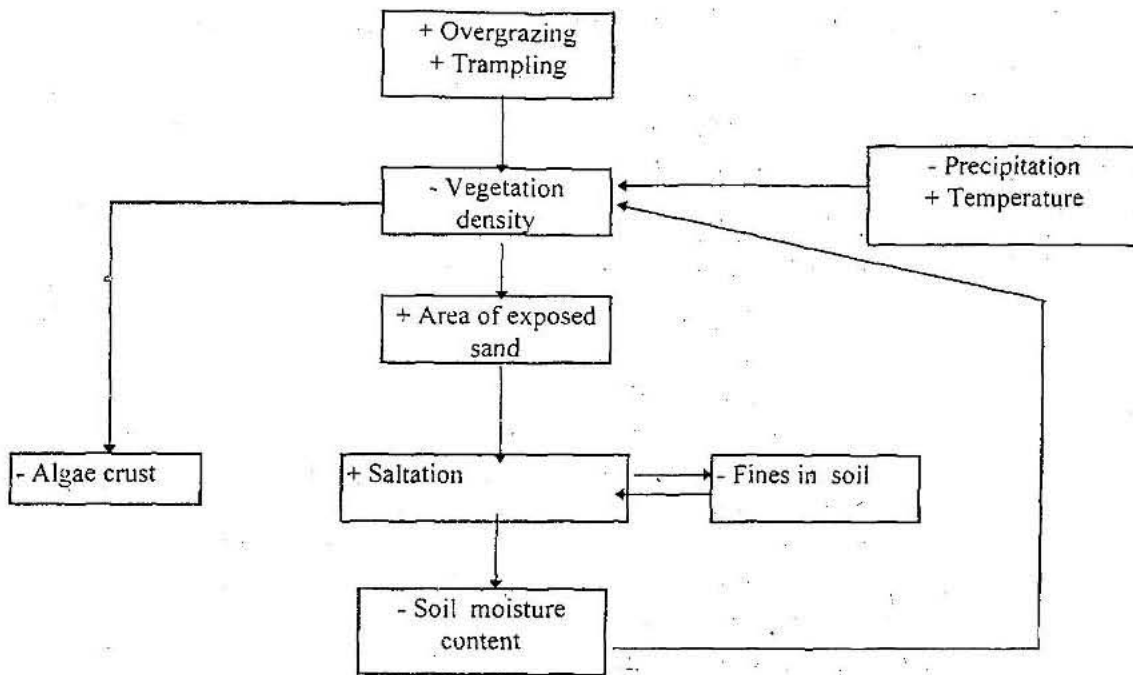 + Overgrazing
+ Trampling
- Precipitation
+ Temperature
- Vegetation
density
+ Area of exposed
sand
- Algae crust
+ Saltation
- Fines in soil
- Soil moisture
content